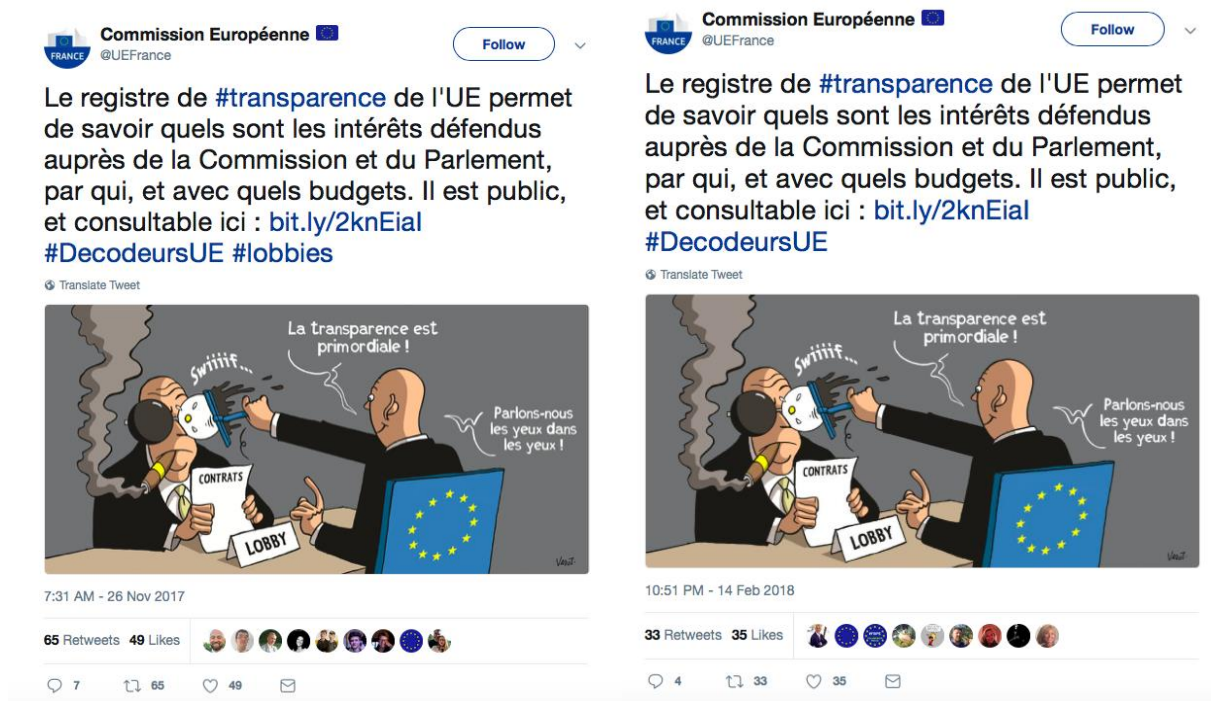 Commission Européenne
@UEFrance
FRANCE
Follow
Le registre de #transparence de l'UE permet
de savoir quels sont les intérêts défendus
auprès de la Commission et du Parlement,
par qui, et avec quels budgets. Il est public,
et consultable ici : bit.ly/2knEiaI
#DecodeursUE #lobbies
Translate Tweet
La transparence est
primordiale !
Swiiiif...
Parlons-nous
les yeux dans
les yeux !
CONTRATS
LOBBY
7:31 AM - 26 Nov 2017
65 Retweets 49 Likes
7 65 49
Commission Européenne
@UEFrance
FRANCE
Follow
Le registre de #transparence de l'UE permet
de savoir quels sont les intérêts défendus
auprès de la Commission et du Parlement,
par qui, et avec quels budgets. Il est public,
et consultable ici : bit.ly/2knEiaI
#DecodeursUE
Translate Tweet
La transparence est
primordiale !
Swiiiif...
Parlons-nous
les yeux dans
les yeux !
CONTRATS
LOBBY
10:51 PM - 14 Feb 2018
33 Retweets 35 Likes
4 33 35